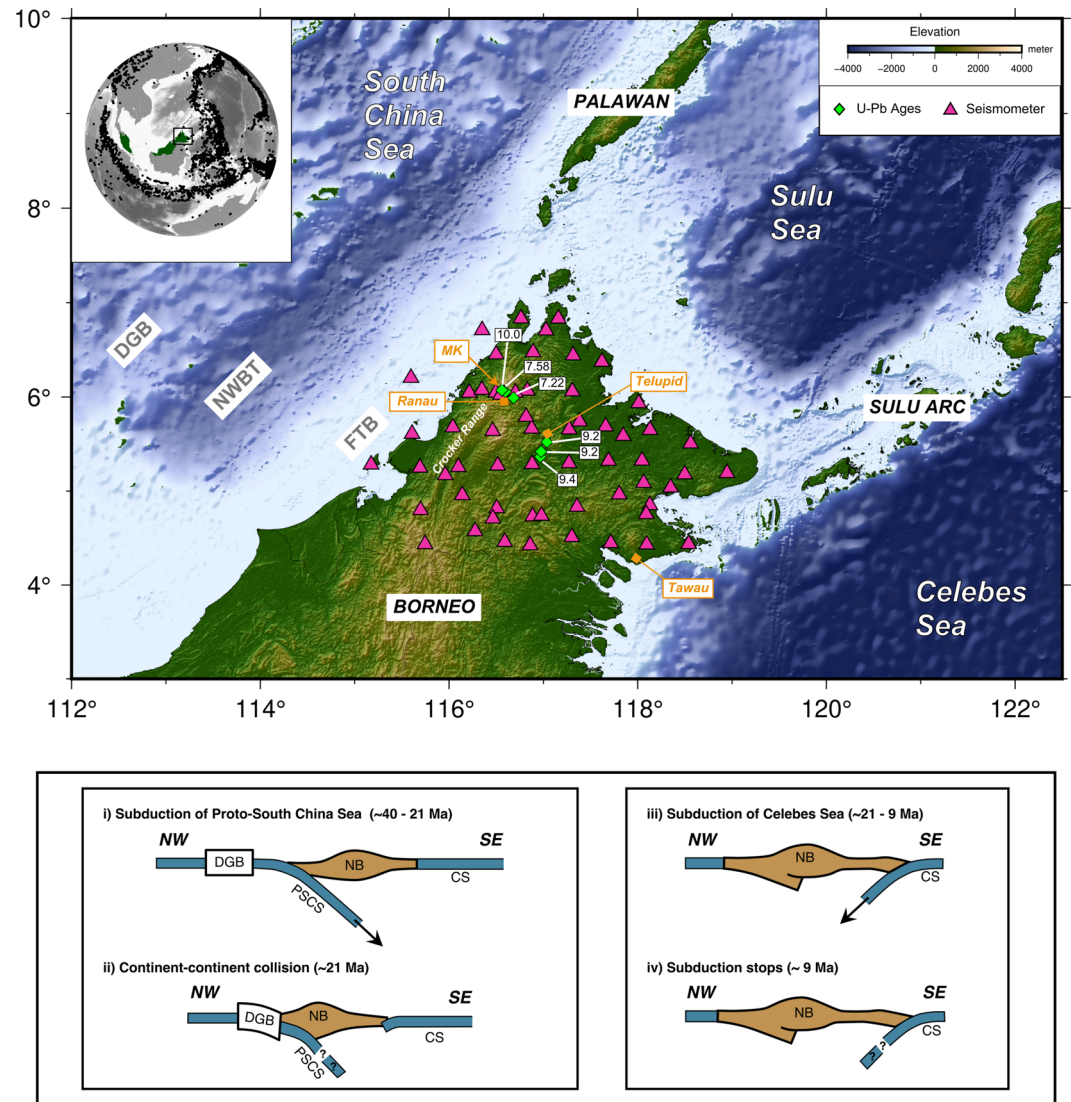 10°
8°
6°
4°
112°
114°
116°
118°
120°
122°
South
China
Sea
PALAWAN
Elevation
meter
−4000
−2000
0
2000
4000
U-Pb Ages
Seismometer
Sulu
Sea
DGB
NWBT
FTB
MK
10.0
7.58
7.22
Ranau
Telupid
Crocker Range
SULU ARC
9.2
9.2
9.4
Tawau
BORNEO
Celebes
Sea
i) Subduction of Proto-South China Sea (~40 - 21 Ma)
NW
SE
DGB
NB
CS
PSCS
ii) Continent-continent collision (~21 Ma)
NW
SE
DGB
NB
CS
PSCS
? ?
iii) Subduction of Celebes Sea (~21 - 9 Ma)
NW
SE
NB
CS
iv) Subduction stops (~ 9 Ma)
NW
SE
NB
CS
? ?